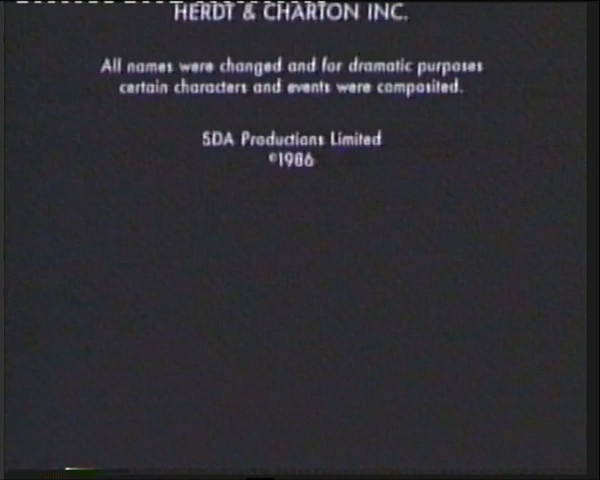 HERDT & CHARTON INC.
All names were changed and for dramatic purposes
certain characters and events were composited.
SDA Productions Limited
©1986